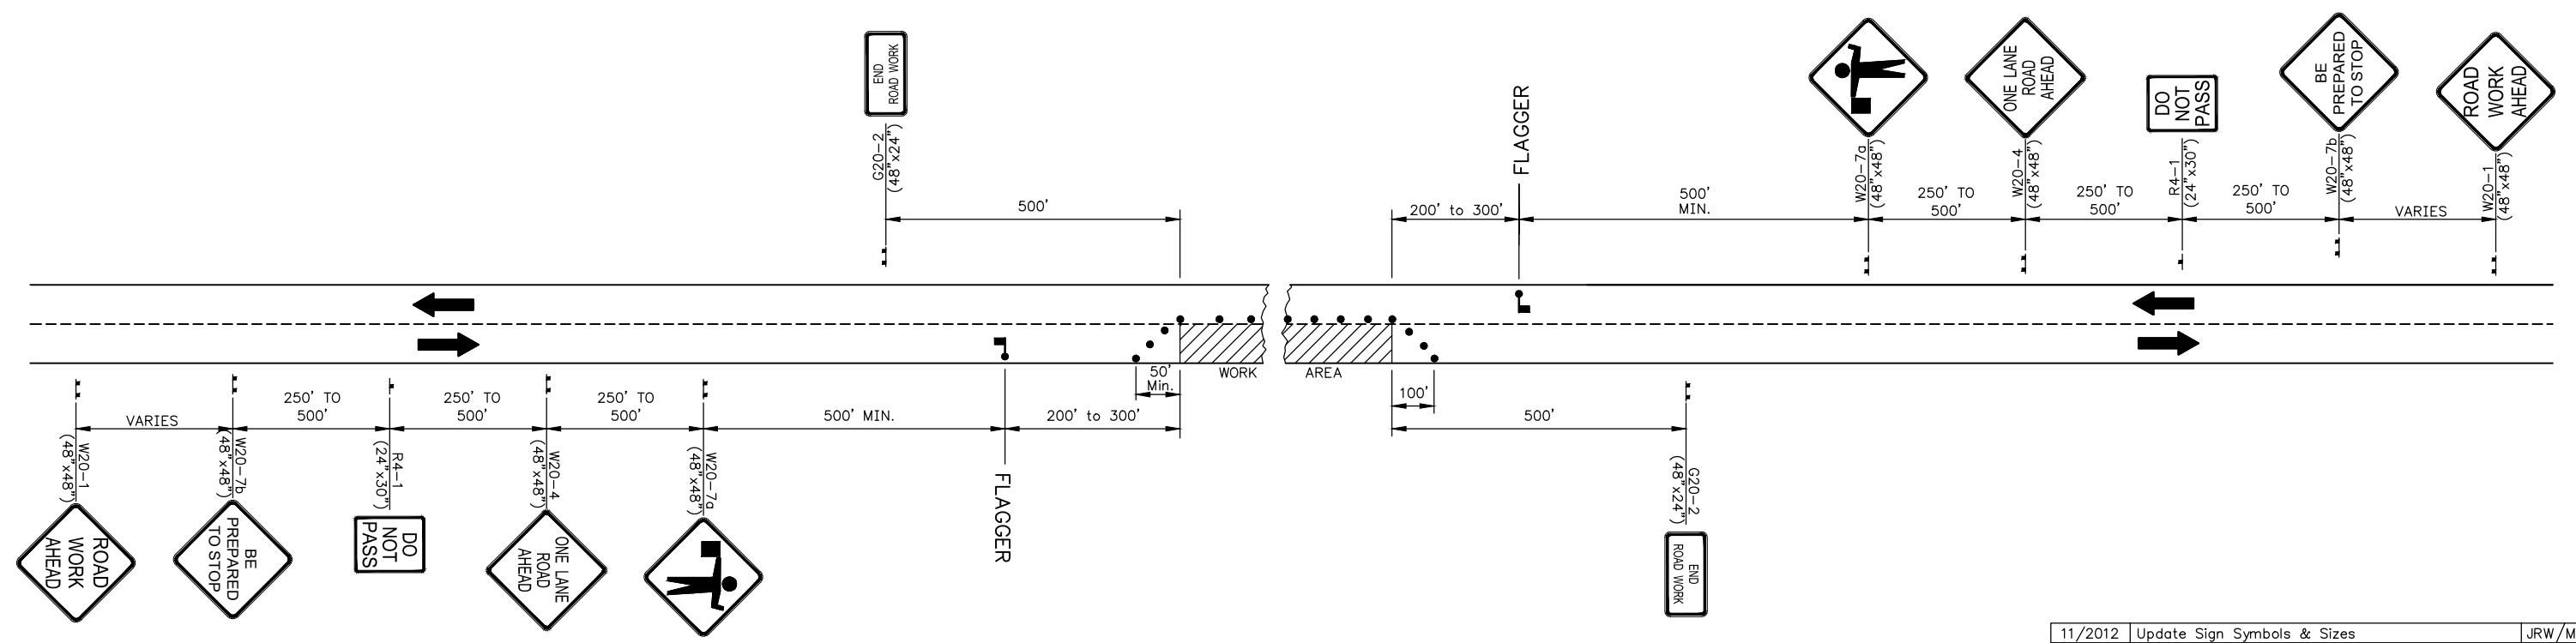 END
ROAD WORK
G20-2
(48"x24")
500'
FLAGGER
200' to 300'
500'
MIN.
W20-7a
(48"x48")
250' TO
500'
ONE LANE
ROAD
AHEAD
W20-4
(48"x48")
250' TO
500'
DO
NOT
PASS
R4-1
(24"x30")
250' TO
500'
BE
PREPARED
TO STOP
W20-7b
(48"x48")
VARIES
ROAD
WORK
AHEAD
W20-1
(48"x48")
WORK
AREA
50'
Min.
100'
VARIES
250' TO
500'
250' TO
500'
250' TO
500'
500' MIN.
200' to 300'
500'
W20-1
(48"x48")
ROAD
WORK
AHEAD
W20-7b
(48"x48")
BE
PREPARED
TO STOP
R4-1
(24"x30")
DO
NOT
PASS
W20-4
(48"x48")
ONE LANE
ROAD
AHEAD
W20-7a
(48"x48")
FLAGGER
G20-2
(48"x24")
END
ROAD WORK
11/2012 Update Sign Symbols & Sizes